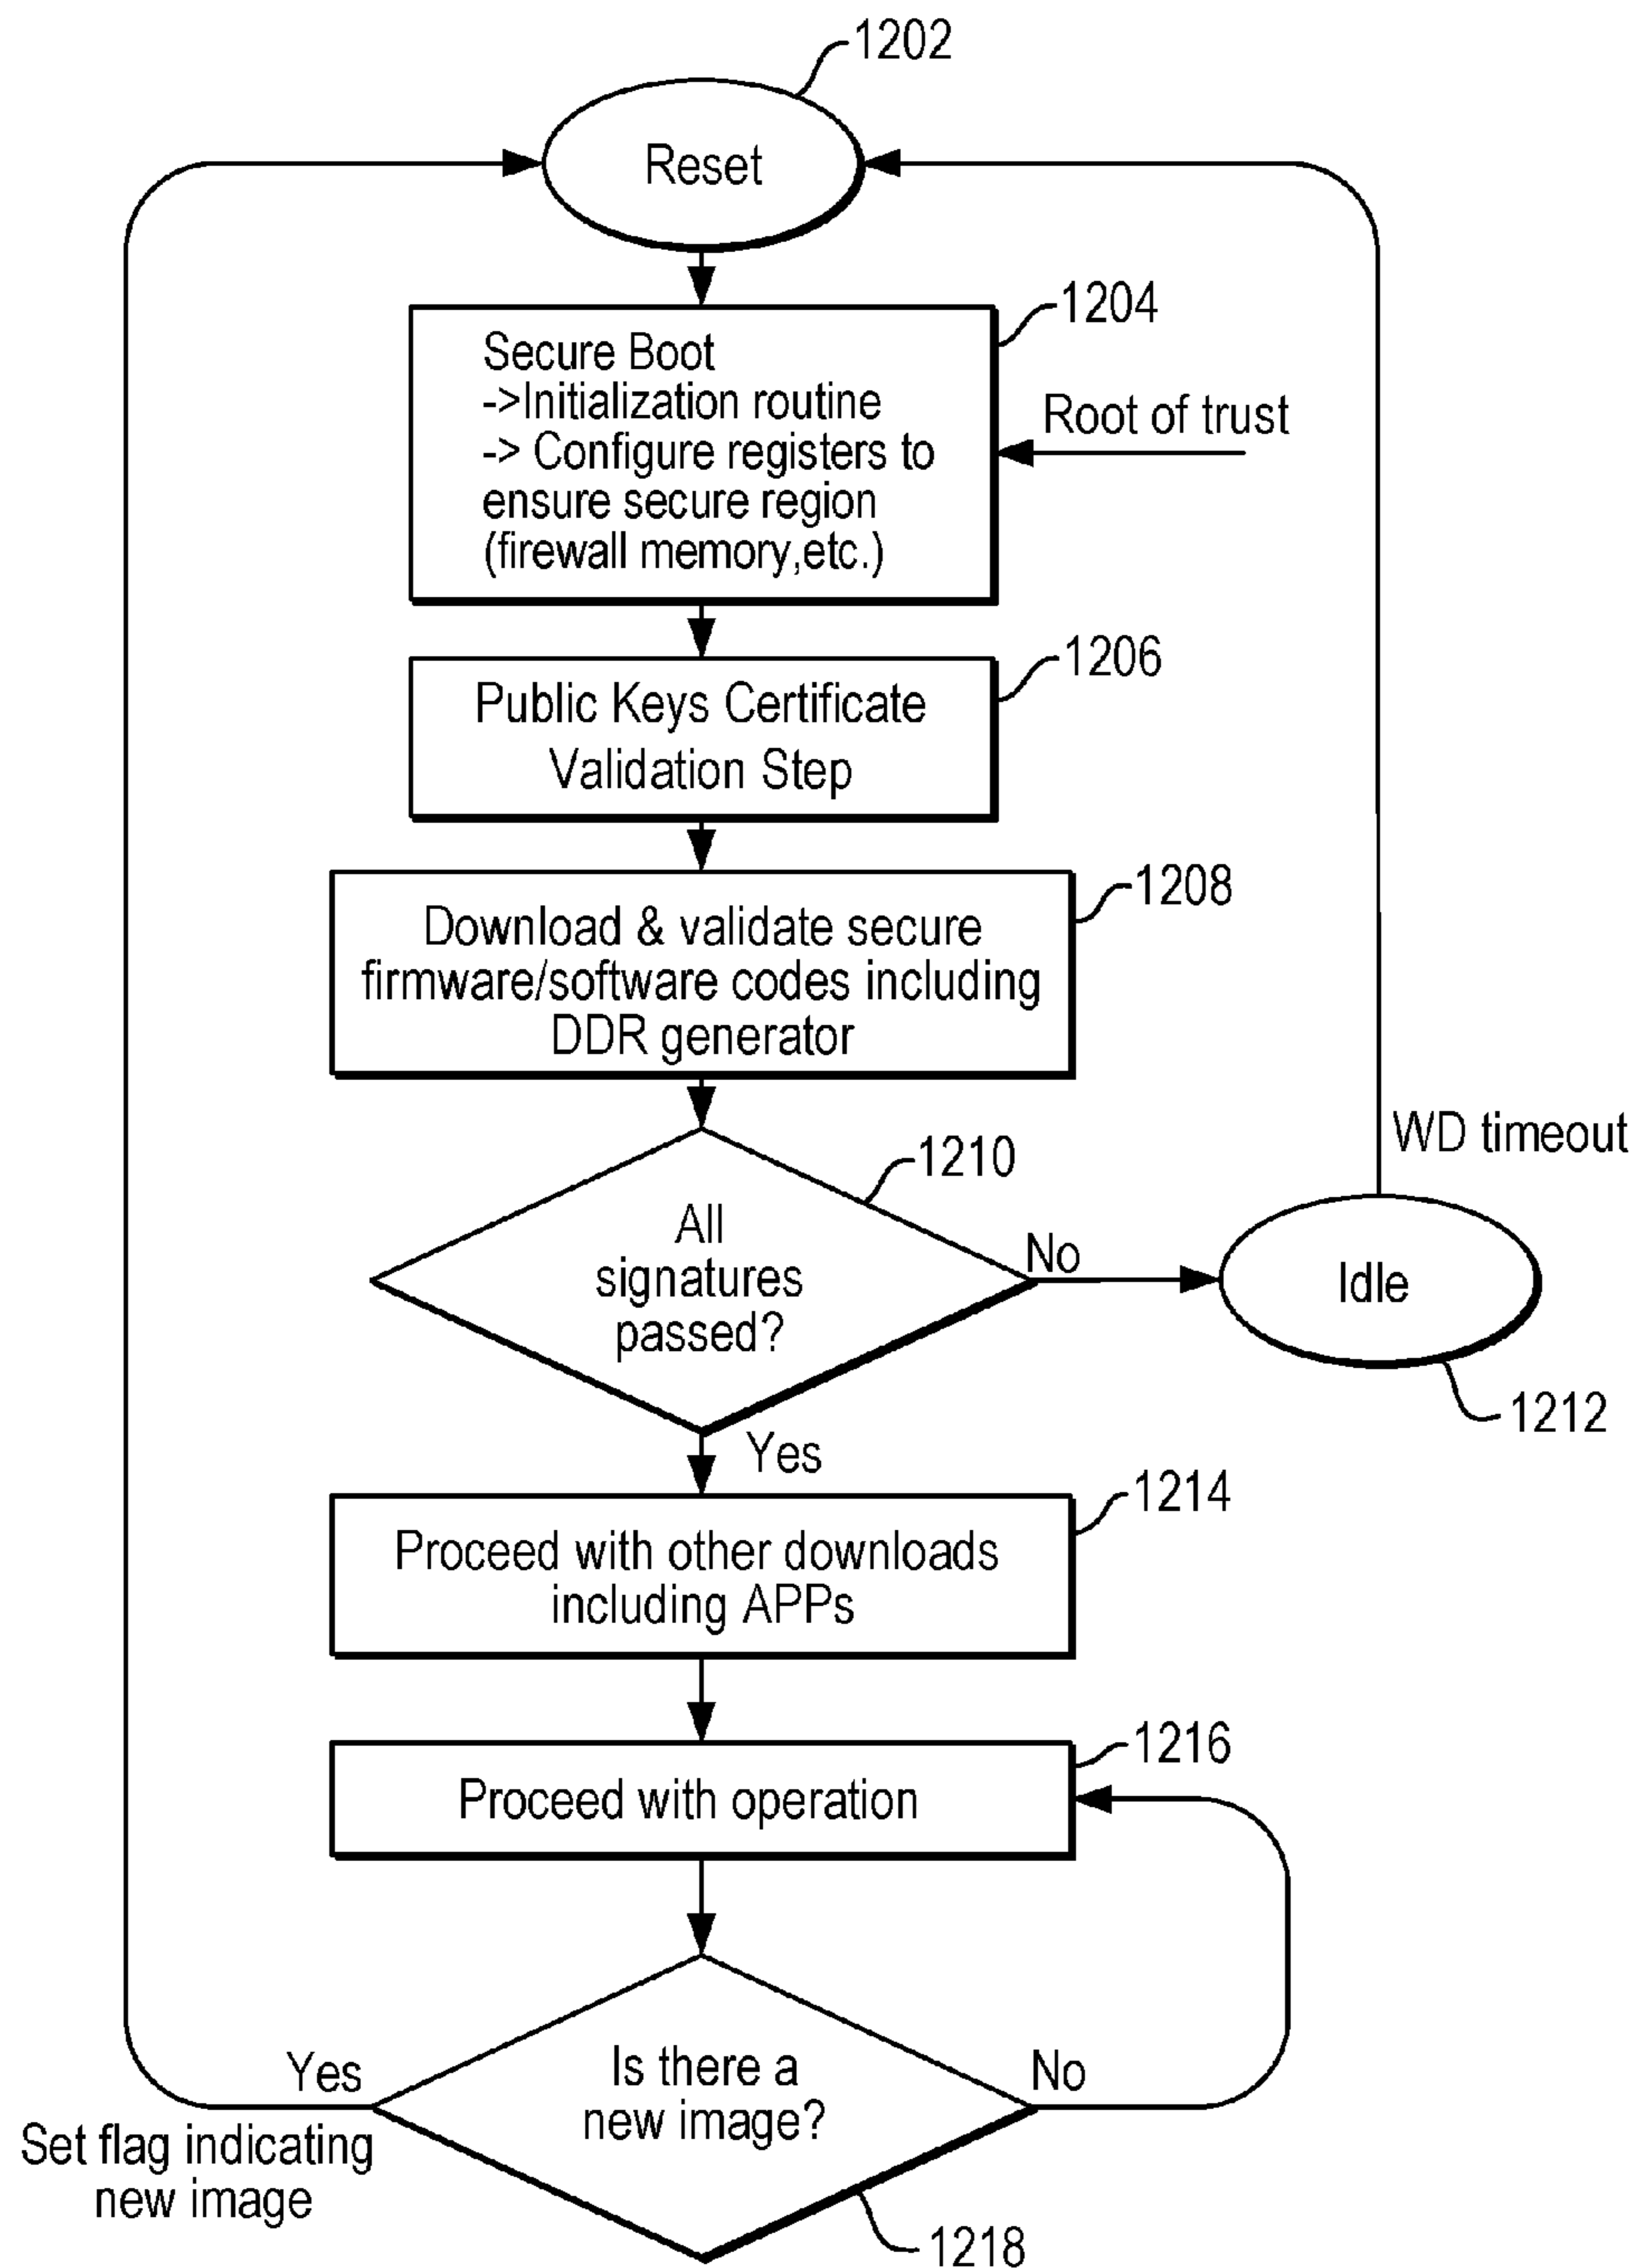 1202
Reset
1204
Secure Boot
->Initialization routine
-> Configure registers to
ensure secure region
(firewall memory,etc.)
Root of trust
1206
Public Keys Certificate
Validation Step
1208
Download & validate secure
firmware/software codes including
DDR generator
WD timeout
1210
All
signatures
passed?
No
Idle
1212
Yes
1214
Proceed with other downloads
including APPs
1216
Proceed with operation
Is there a
new image?
Yes
No
Set flag indicating
new image
1218